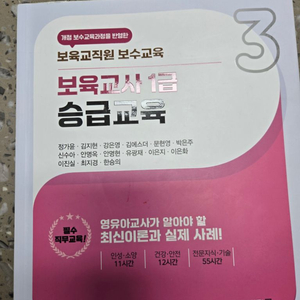 개정 보수교육과정을 반영한
보육교직원 보수교육
3
보육교사 1급
승급교육
정가윤 · 김지현 · 강은영 · 김에스더 · 문현영 · 박은주
신수아 · 안명옥 · 안명현 · 유광재 · 이은지 · 이은화
이진실 · 최지경 · 한승의
필수
직무교육!
영유아교사가 알아야 할
최신이론과 실제 사례!
인성·소양
11시간
건강·안전
12시간
전문지식·기술
55시간